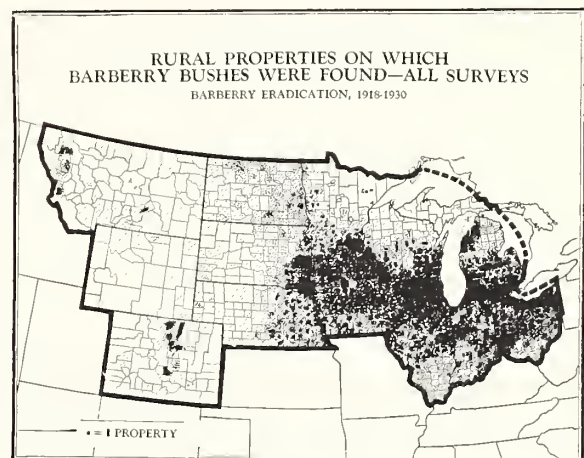 RURAL PROPERTIES ON WHICH
BARBERRY BUSHES WERE FOUND—ALL SURVEYS
BARBERRY ERADICATION, 1918-1930
• = 1 PROPERTY